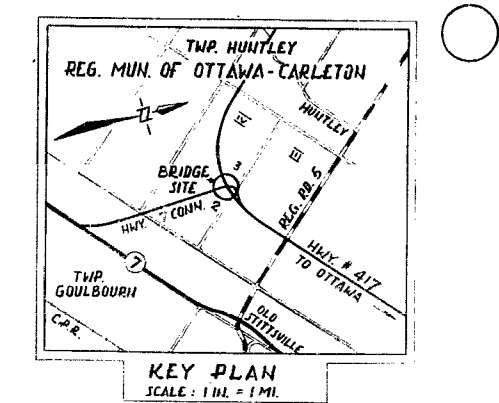 TWP. HUNTLEY
REG. MUN. OF OTTAWA-CARLETON
HUNTLEY
IV
III
BRIDGE
SITE
3
2
HWY. 7 CONN.
REG. RD. 5
HWY. # 417
TO OTTAWA
7
TWP.
GOULBOURN
OLD
STITTSVILLE
C.P.R.
KEY PLAN
SCALE : 1 IN. = 1 MI.